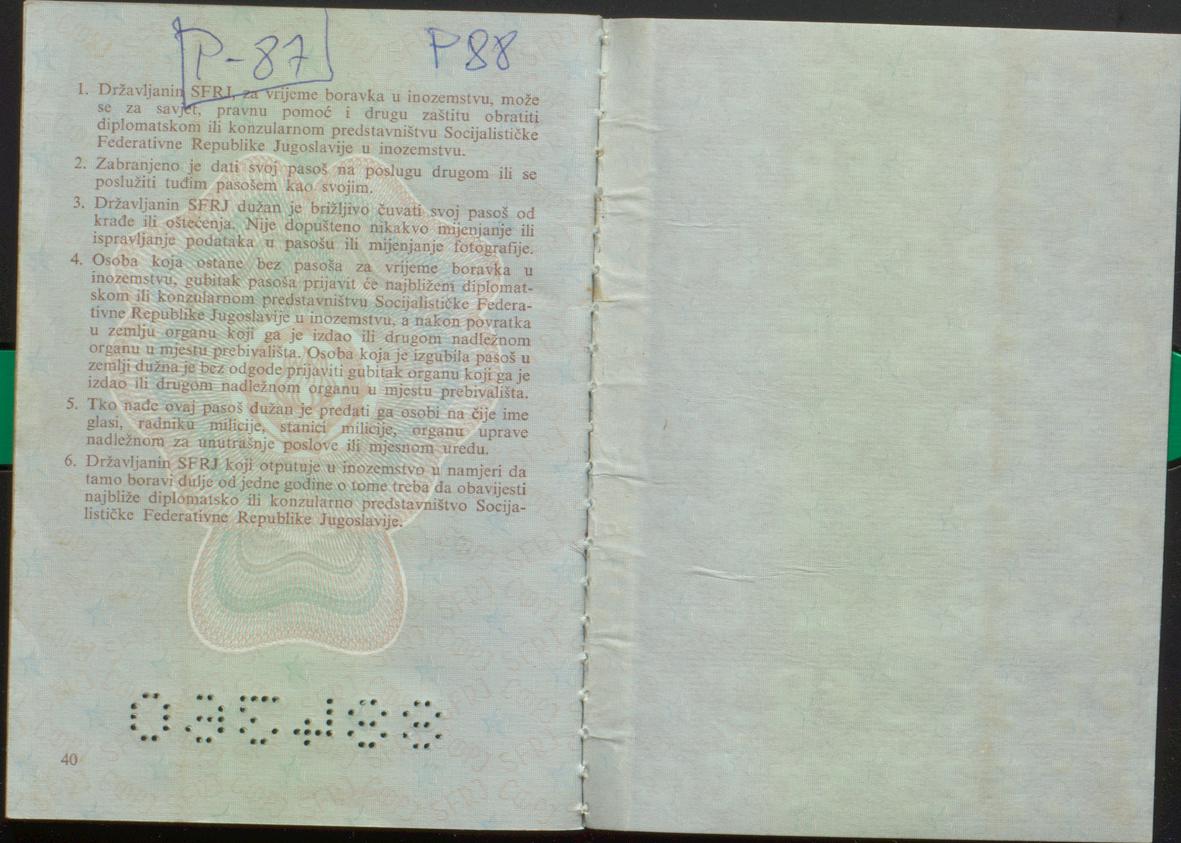 P-87 P88
1. Državljanin SFRJ, za vrijeme boravka u inozemstvu, može
se za savjet, pravnu pomoć i drugu zaštitu obratiti
diplomatskom ili konzularnom predstavništvu Socijalističke
Federativne Republike Jugoslavije u inozemstvu.
2. Zabranjeno je dati svoj pasoš na poslugu drugom ili se
poslužiti tuđim pasošem kao svojim.
3. Državljanin SFRJ dužan je brižljivo čuvati svoj pasoš od
krađe ili oštećenja. Nije dopušteno nikakvo mijenjanje ili
ispravljanje podataka u pasošu ili mijenjanje fotografije.
4. Osoba koja ostane bez pasoša za vrijeme boravka u
inozemstvu, gubitak pasoša prijavit će najbližem diplomat-
skom ili konzularnom predstavništvu Socijalističke Federa-
tivne Republike Jugoslavije u inozemstvu, a nakon povratka
u zemlju organu koji ga je izdao ili drugom nadležnom
organu u mjestu prebivališta. Osoba koja je izgubila pasoš u
zemlji dužna je bez odgode prijaviti gubitak organu koji ga je
izdao ili drugom nadležnom organu u mjestu prebivališta.
5. Tko nađe ovaj pasoš dužan je predati ga osobi na čije ime
glasi, radniku milicije, stanici milicije, organu uprave
nadležnom za unutrašnje poslove ili mjesnom uredu.
6. Državljanin SFRJ koji otputuje u inozemstvo u namjeri da
tamo boravi dulje od jedne godine o tome treba da obavijesti
najbliže diplomatsko ili konzularno predstavništvo Socija-
lističke Federativne Republike Jugoslavije.
40